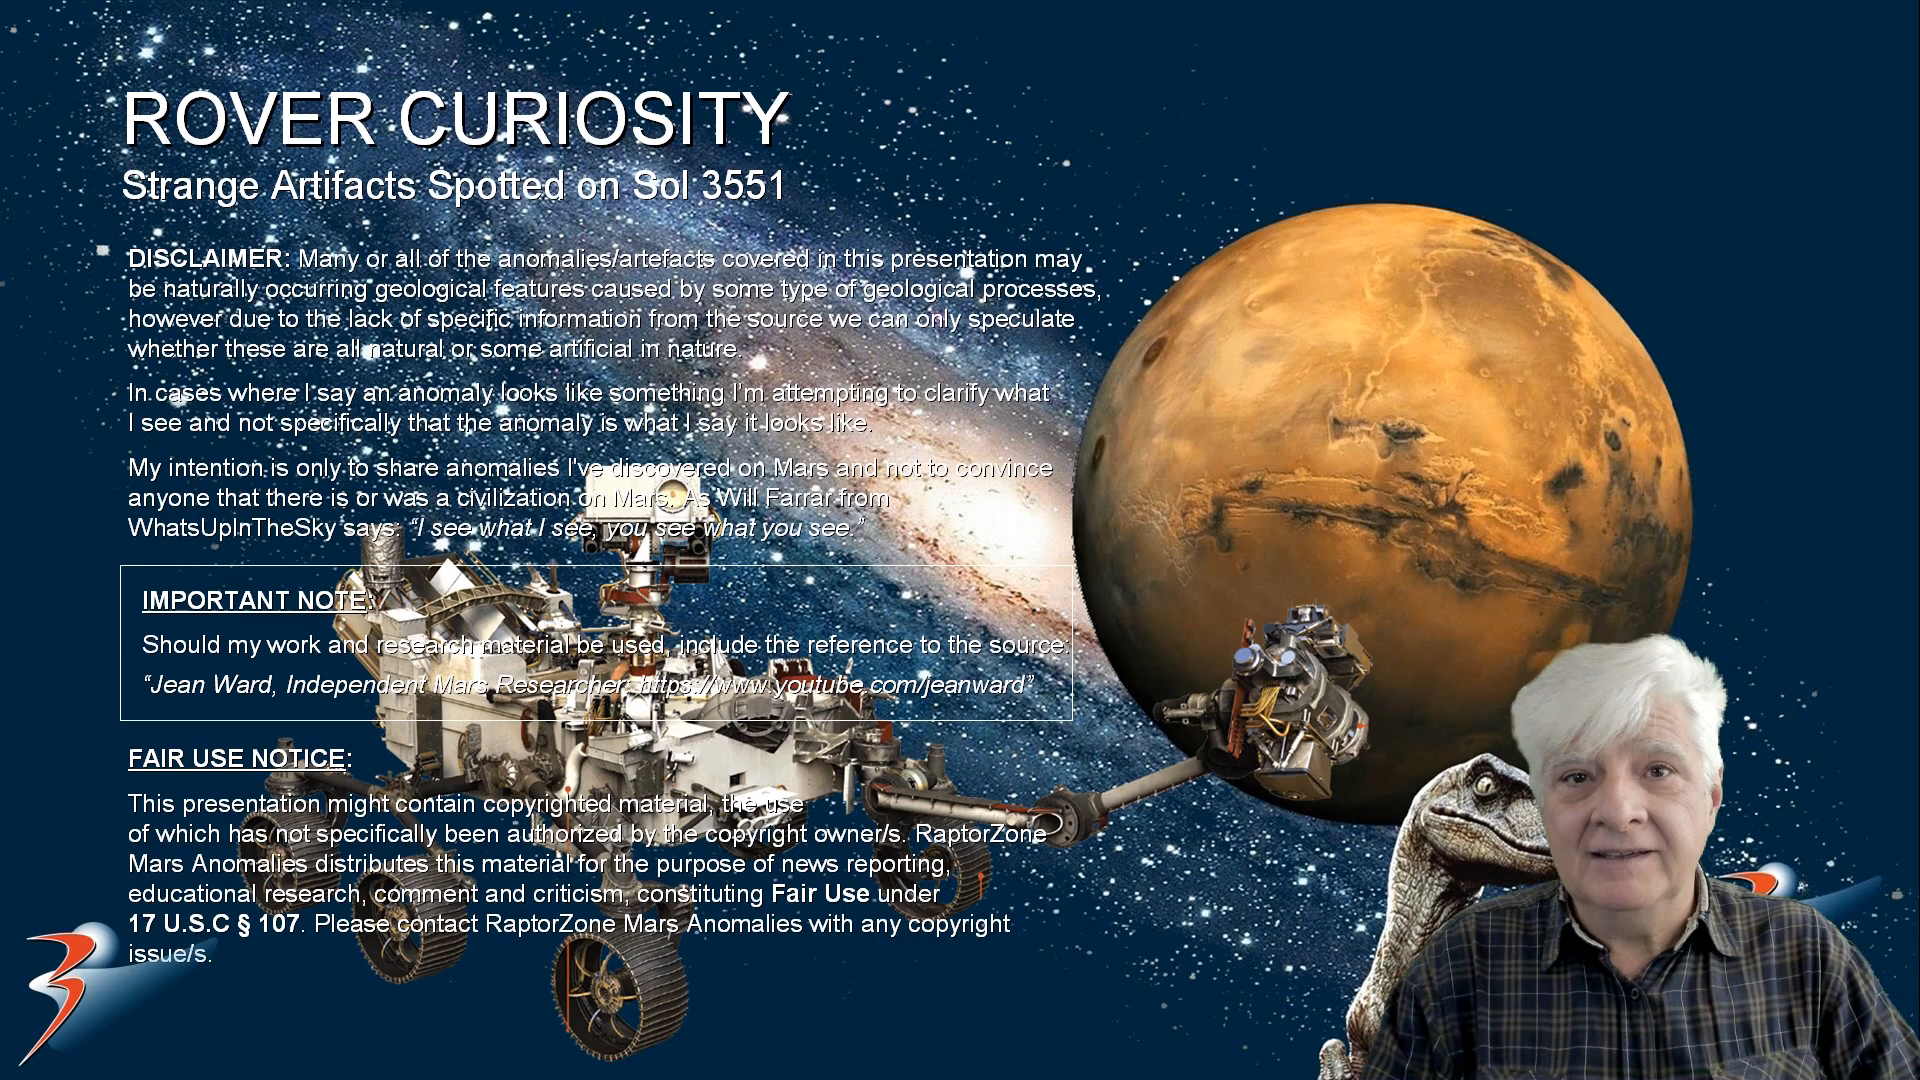 ROVER CURIOSITY
Strange Artifacts Spotted on Sol 3551
DISCLAIMER: Many or all of the anomalies/artefacts covered in this presentation may
be naturally occurring geological features caused by some type of geological processes,
however due to the lack of specific information from the source we can only speculate
whether these are all natural or some artificial in nature.
In cases where I say an anomaly looks like something I'm attempting to clarify what
I see and not specifically that the anomaly is what I say it looks like.
My intention is only to share anomalies I've discovered on Mars and not to convince
anyone that there is or was a civilization on Mars. As Will Farrar from
WhatsUpInTheSky says: “I see what I see, you see what you see.”
IMPORTANT NOTE:
Should my work and research material be used, include the reference to the source:
“Jean Ward, Independent Mars Researcher: https://www.youtube.com/jeanward”
FAIR USE NOTICE:
This presentation might contain copyrighted material, the use
of which has not specifically been authorized by the copyright owner/s. RaptorZone
Mars Anomalies distributes this material for the purpose of news reporting,
educational research, comment and criticism, constituting Fair Use under
17 U.S.C § 107. Please contact RaptorZone Mars Anomalies with any copyright
issue/s.